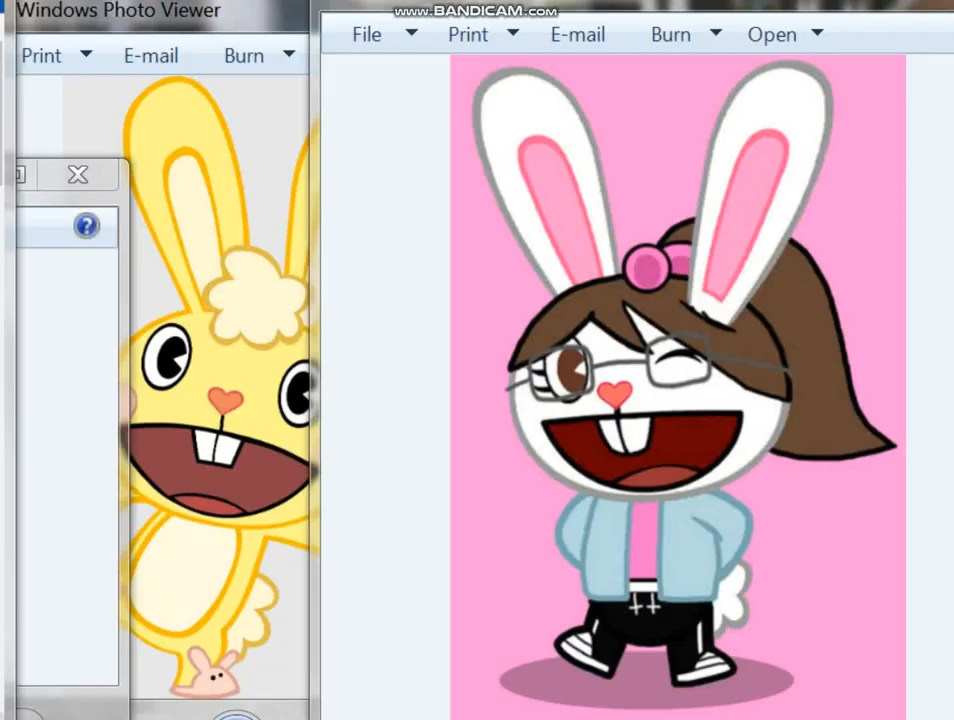 www.BANDICAM.com
Windows Photo Viewer
File Print E-mail Burn Open
Print E-mail Burn
?